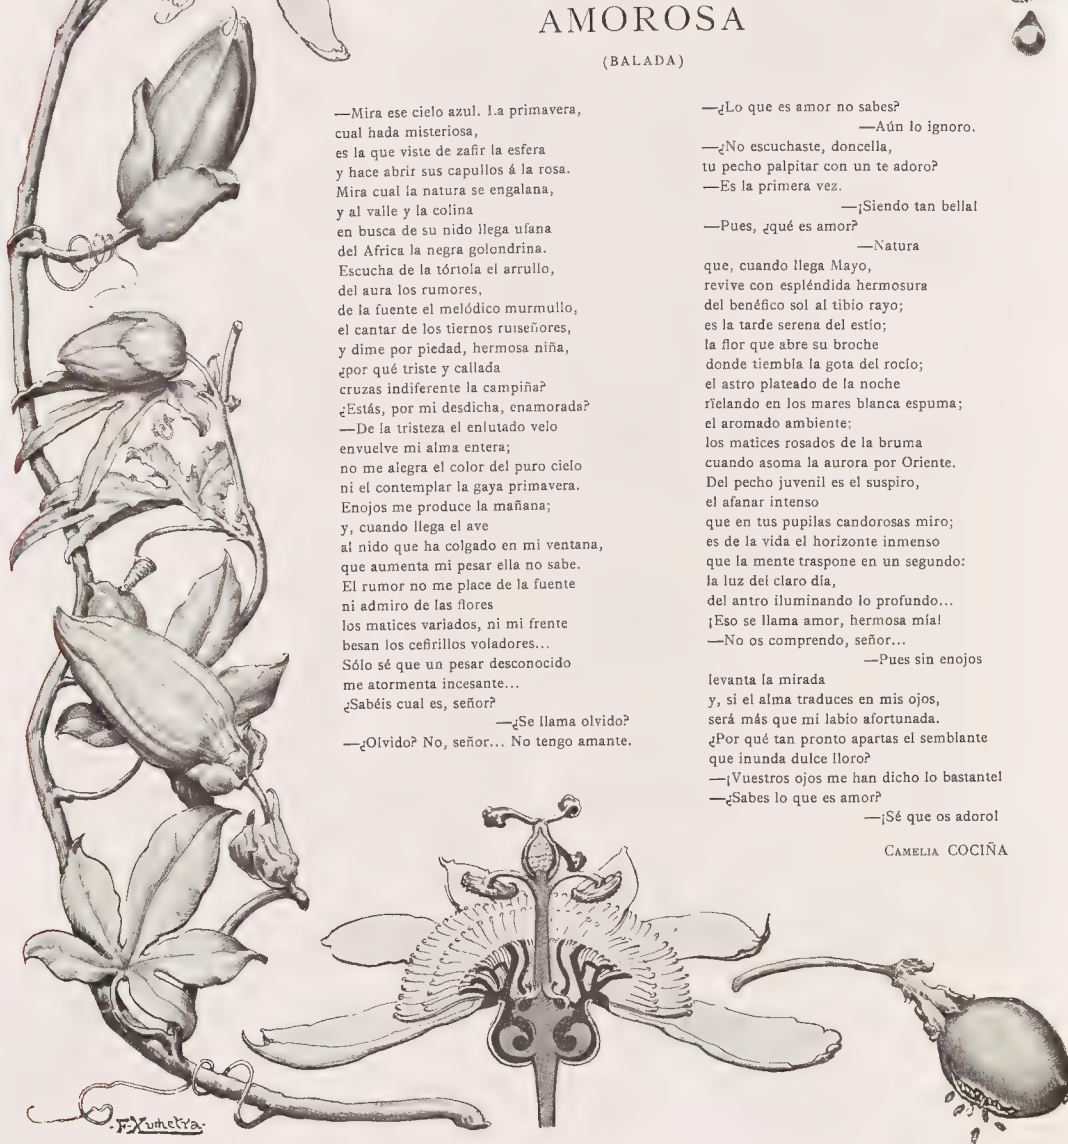 AMOROSA
(BALADA)
—Mira ese cielo azul. La primavera,
cual hada misteriosa,
es la que viste de zafir la esfera
y hace abrir sus capullos á la rosa.
Mira cual la natura se engalana,
y al valle y la colina
en busca de su nido llega ufana
del Africa la negra golondrina.
Escucha de la tórtola el arrullo,
del aura los rumores,
de la fuente el melódico murmullo,
el cantar de los tiernos ruiseñores,
y dime por piedad, hermosa niña,
¿por qué triste y callada
cruzas indiferente la campiña?
¿Estás, por mi desdicha, enamorada?
—De la tristeza el enlutado velo
envuelve mi alma entera;
no me alegra el color del puro cielo
ni el contemplar la gaya primavera.
Enojos me produce la mañana;
y, cuando llega el ave
al nido que ha colgado en mi ventana,
que aumenta mi pesar ella no sabe.
El rumor no me place de la fuente
ni admiro de las flores
los matices variados, ni mi frente
besan los cefirillos voladores...
Sólo sé que un pesar desconocido
me atormenta incesante...
¿Sabéis cual es, señor?
—¿Se llama olvido?
—¿Olvido? No, señor... No tengo amante.
—¿Lo que es amor no sabes?
—Aún lo ignoro.
—¿No escuchaste, doncella,
tu pecho palpitar con un te adoro?
—Es la primera vez.
—¡Siendo tan bella!
—Pues, ¿qué es amor?
—Natura
que, cuando llega Mayo,
revive con espléndida hermosura
del benéfico sol al tibio rayo;
es la tarde serena del estío;
la flor que abre su broche
donde tiembla la gota del rocío;
el astro plateado de la noche
rïelando en los mares blanca espuma;
el aromado ambiente;
los matices rosados de la bruma
cuando asoma la aurora por Oriente.
Del pecho juvenil es el suspiro,
el afanar intenso
que en tus pupilas candorosas miro;
es de la vida el horizonte inmenso
que la mente traspone en un segundo:
la luz del claro día,
del antro iluminando lo profundo...
¡Eso se llama amor, hermosa mía!
—No os comprendo, señor...
—Pues sin enojos
levanta la mirada
y, si el alma traduces en mis ojos,
será más que mi labio afortunada.
¿Por qué tan pronto apartas el semblante
que inunda dulce lloro?
—¡Vuestros ojos me han dicho lo bastante!
—¿Sabes lo que es amor?
—¡Sé que os adoro!
CAMELIA COCIÑA
F. Xumetra